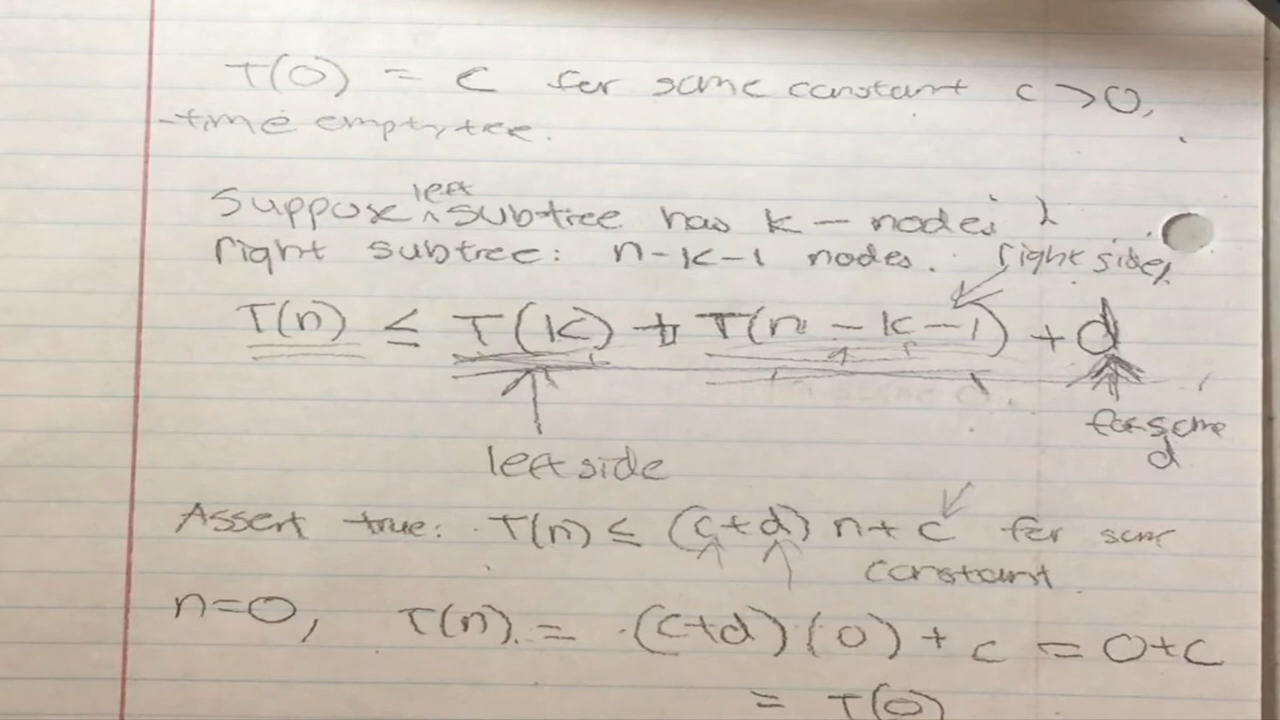 T(0) = c for some constant c > 0,
-time empty tree.
left
Suppose ^ subtree has k - nodes &
right subtree: n-k-1 nodes. right side
T(n) ≤ T(k) + T(n - k - 1) + d
for some
d
left side
Assert true: T(n) ≤ (c+d) n + c for some
constant
n=0, T(n) = (c+d)(0) + c = 0+c
= T(0)